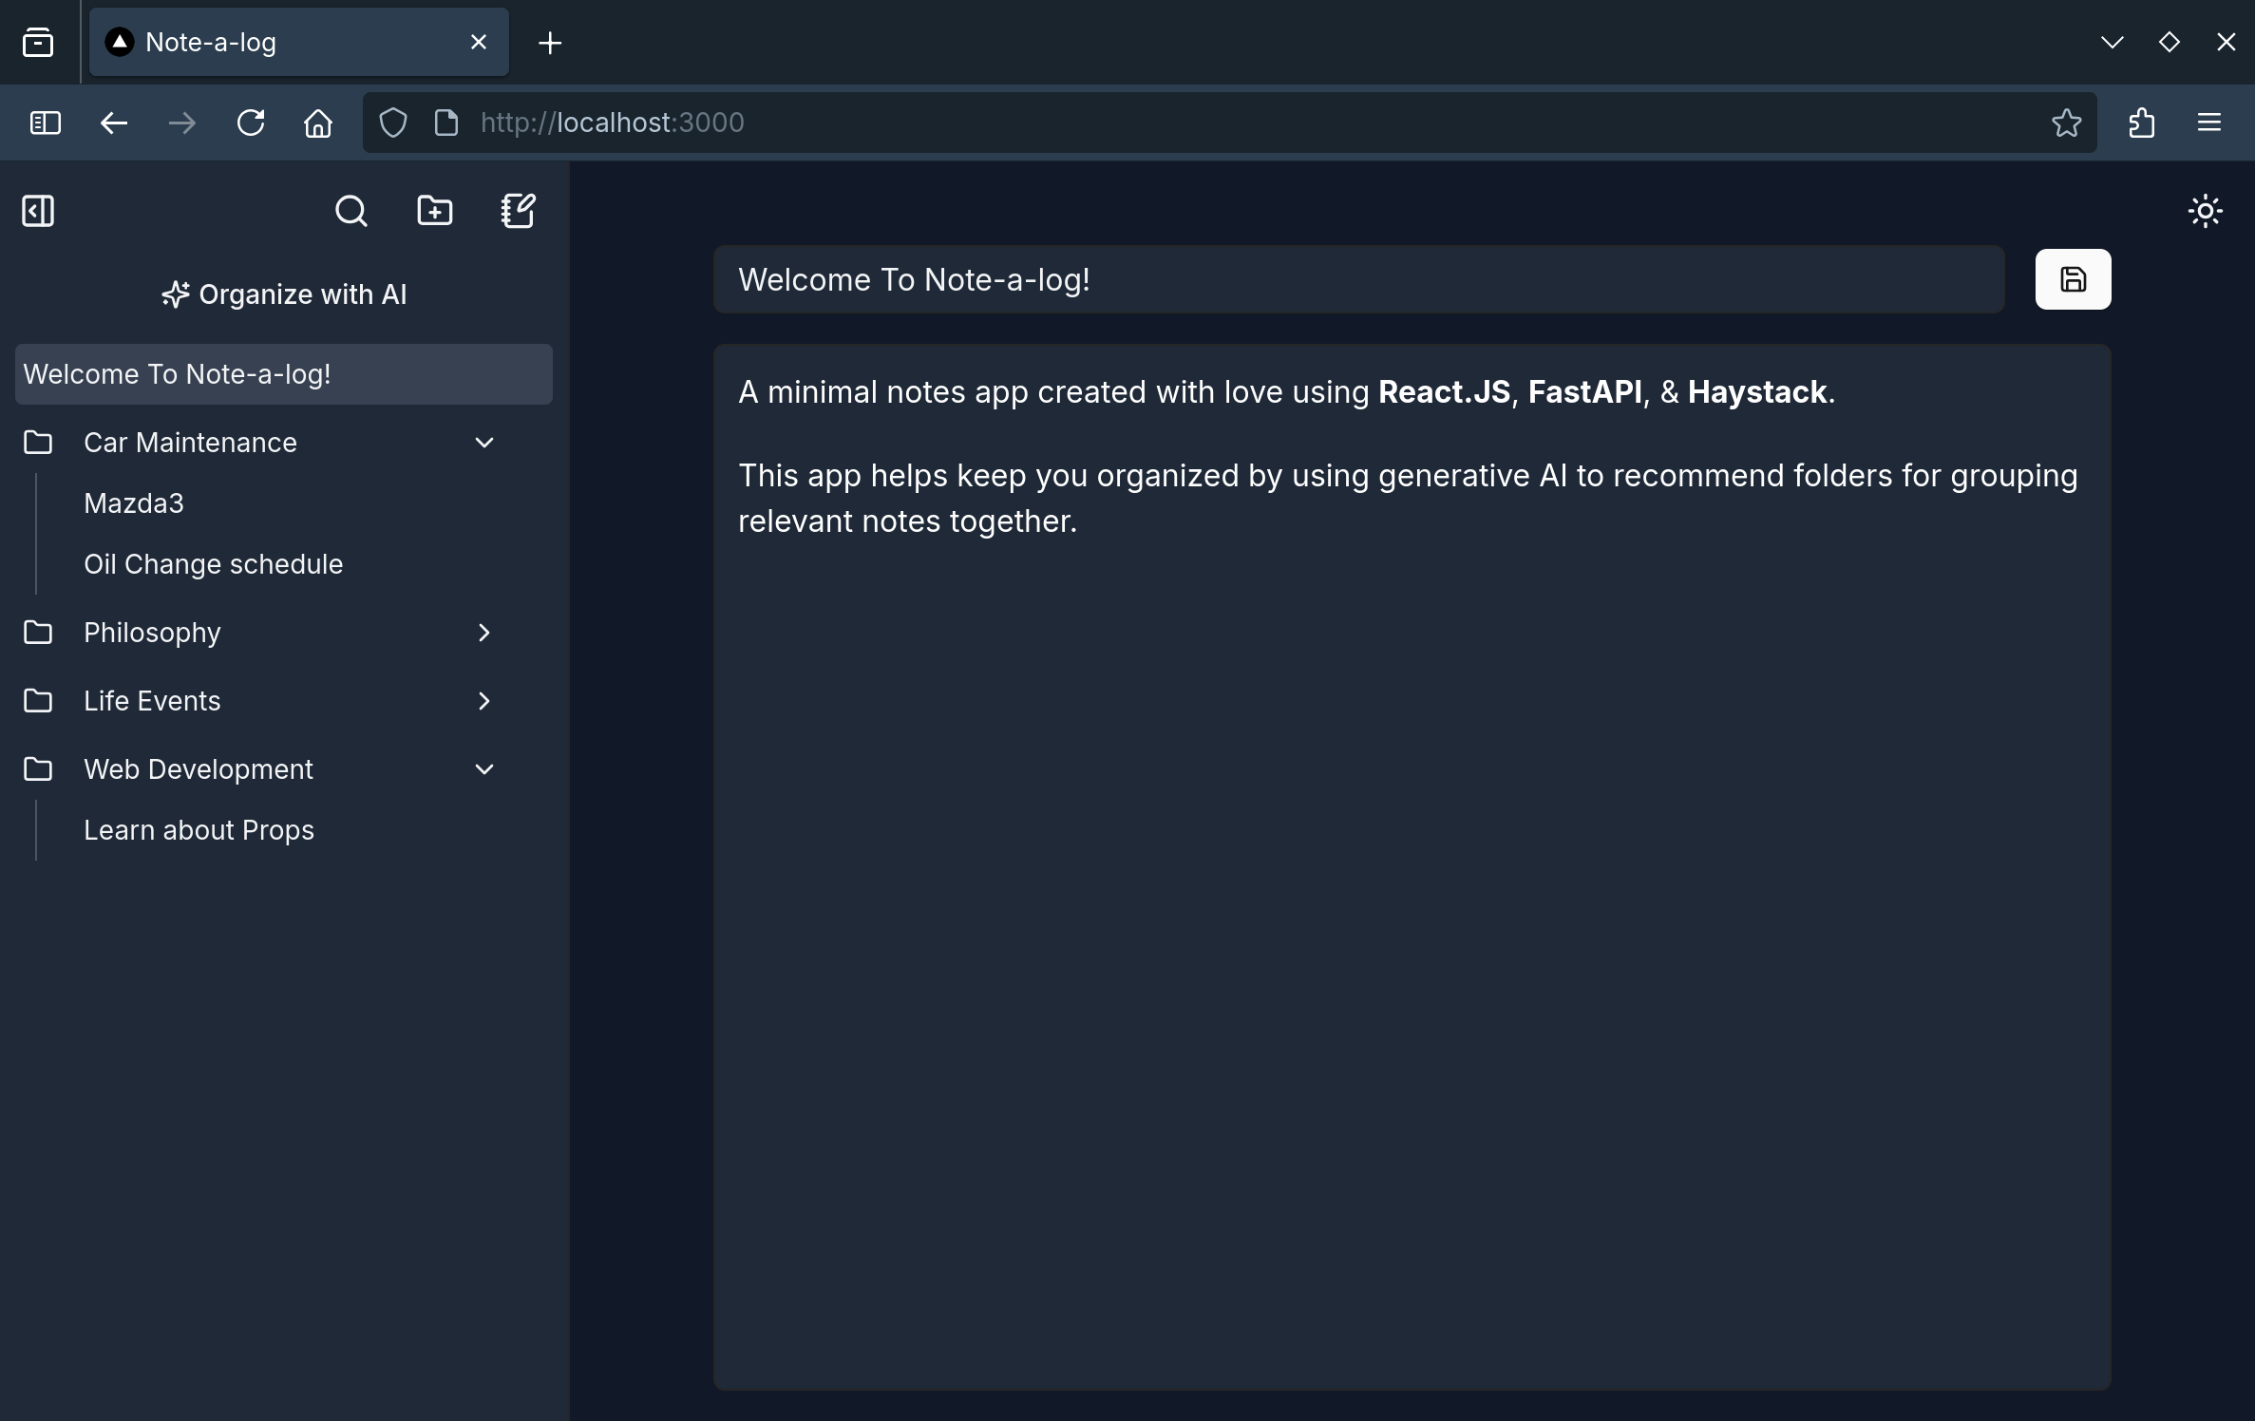 Note-a-log
http://localhost:3000
Organize with AI
Welcome To Note-a-log!
Car Maintenance
Mazda3
Oil Change schedule
Philosophy
Life Events
Web Development
Learn about Props
Welcome To Note-a-log!
A minimal notes app created with love using React.JS, FastAPI, & Haystack.
This app helps keep you organized by using generative AI to recommend folders for grouping
relevant notes together.